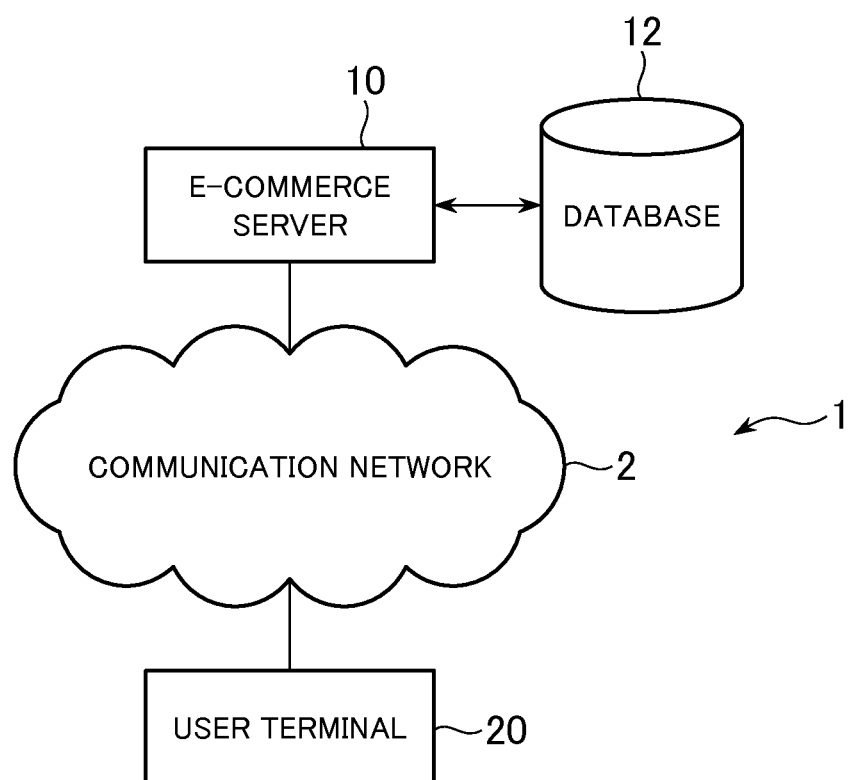 12
10
E-COMMERCE
SERVER
DATABASE
1
COMMUNICATION NETWORK
2
USER TERMINAL
20